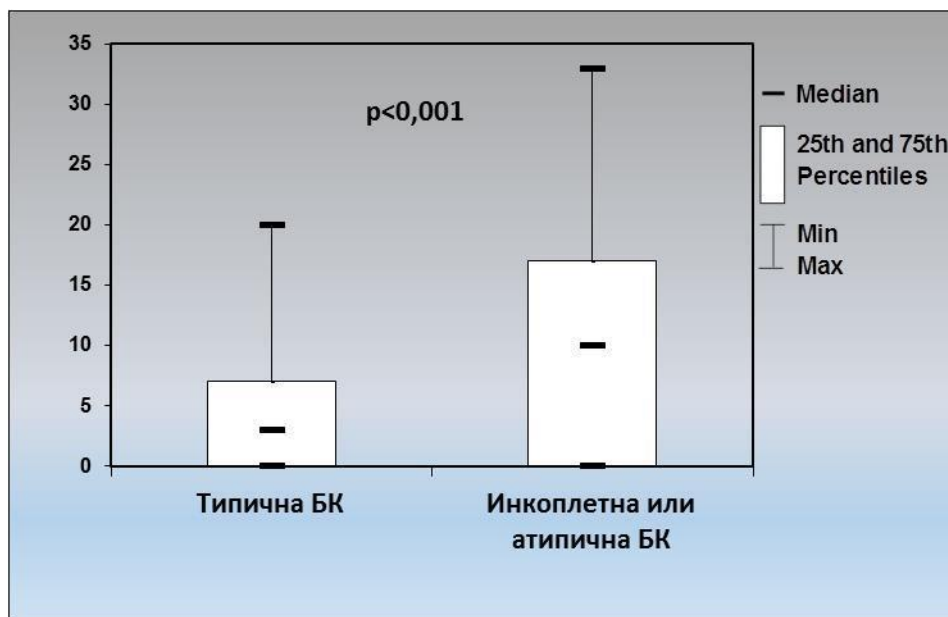 35
30
25
20
15
10
5
0
p<0,001
Median
25th and 75th
Percentiles
Min
Max
Типична БК
Инкоплетна или
атипична БК